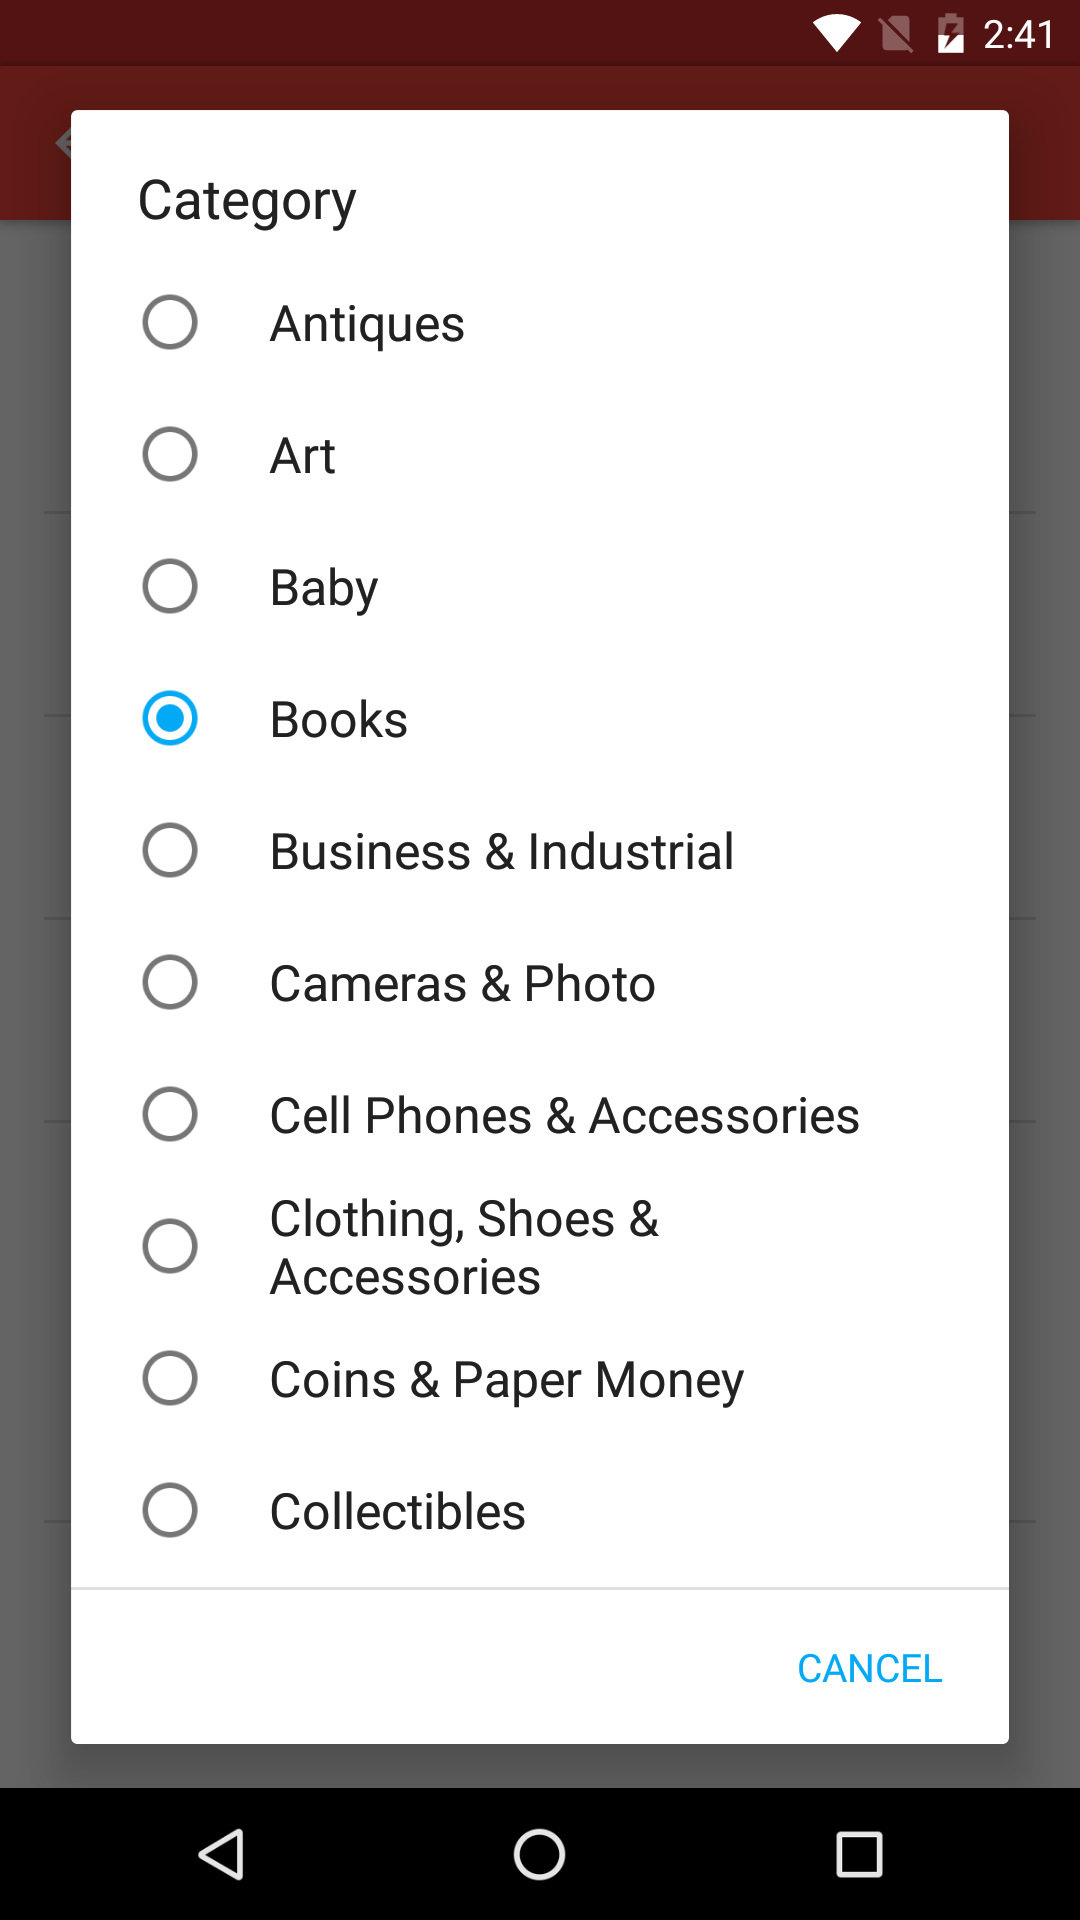 2:41
Category
Antiques
Art
Baby
Books
Business & Industrial
Cameras & Photo
Cell Phones & Accessories
Clothing, Shoes &
Accessories
Coins & Paper Money
Collectibles
CANCEL